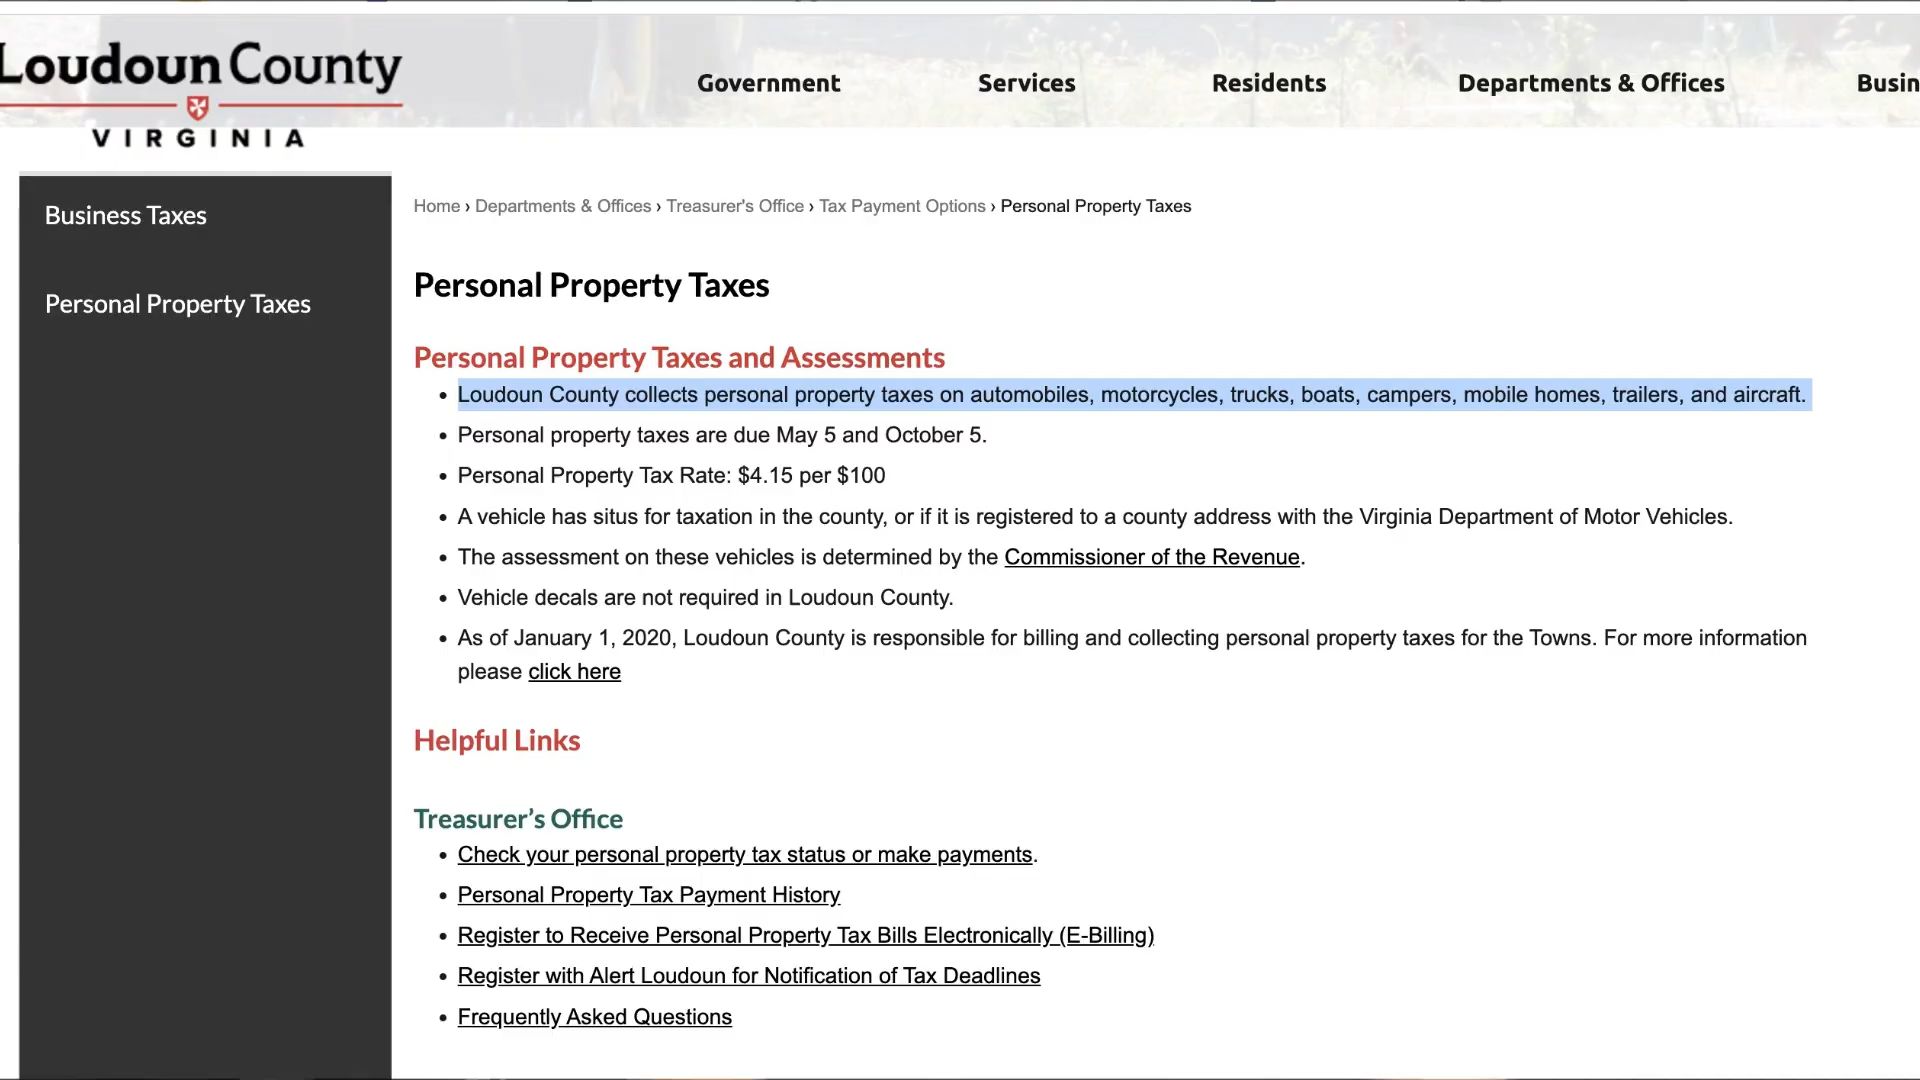 Loudoun County
VIRGINIA
Government Services Residents Departments & Offices
Business Taxes
Personal Property Taxes
Home › Departments & Offices › Treasurer's Office › Tax Payment Options › Personal Property Taxes
Personal Property Taxes
Personal Property Taxes and Assessments
• Loudoun County collects personal property taxes on automobiles, motorcycles, trucks, boats, campers, mobile homes, trailers, and aircraft.
• Personal property taxes are due May 5 and October 5.
• Personal Property Tax Rate: $4.15 per $100
• A vehicle has situs for taxation in the county, or if it is registered to a county address with the Virginia Department of Motor Vehicles.
• The assessment on these vehicles is determined by the Commissioner of the Revenue.
• Vehicle decals are not required in Loudoun County.
• As of January 1, 2020, Loudoun County is responsible for billing and collecting personal property taxes for the Towns. For more information
please click here
Helpful Links
Treasurer’s Office
• Check your personal property tax status or make payments.
• Personal Property Tax Payment History
• Register to Receive Personal Property Tax Bills Electronically (E-Billing)
• Register with Alert Loudoun for Notification of Tax Deadlines
• Frequently Asked Questions